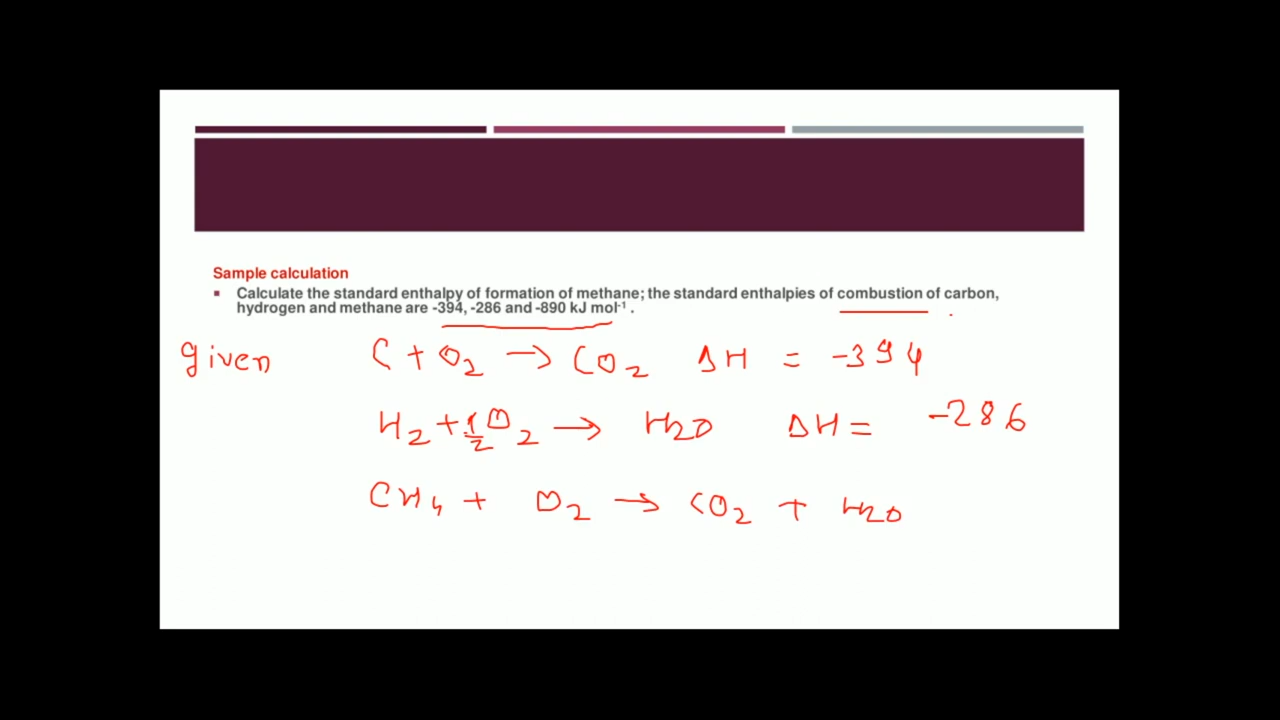 Sample calculation
Calculate the standard enthalpy of formation of methane; the standard enthalpies of combustion of carbon,
hydrogen and methane are -394, -286 and -890 kJ mol⁻¹ .
given C + O₂ → CO₂ ΔH = -394
H₂ + ½ O₂ → H₂O ΔH = -286
CH₄ + O₂ → CO₂ + H₂O